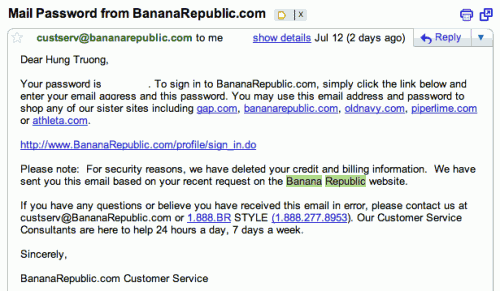 Mail Password from BananaRepublic.com X
custserv@bananarepublic.com to me show details Jul 12 (2 days ago) Reply
Dear Hung Truong,
Your password is . To sign in to BananaRepublic.com, simply click the link below and
enter your email address and this password. You may use this email address and password to
shop any of our sister sites including gap.com, bananarepublic.com, oldnavy.com, piperlime.com
or athleta.com.
http://www.BananaRepublic.com/profile/sign_in.do
Please note: For security reasons, we have deleted your credit and billing information. We have
sent you this email based on your recent request on the Banana Republic website.
If you have any questions or believe you have received this email in error, please contact us at
custserv@BananaRepublic.com or 1.888.BR STYLE (1.888.277.8953). Our Customer Service
Consultants are here to help 24 hours a day, 7 days a week.
Sincerely,
BananaRepublic.com Customer Service